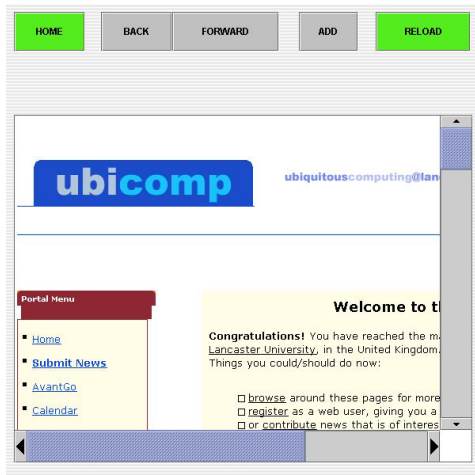 HOME BACK FORWARD ADD RELOAD
ubicomp
ubiquitouscomputing@lan
Portal Menu
Home
Submit News
AvantGo
Calendar
Welcome to
Congratulations! You have reached the
Lancaster University, in the United Kingdom.
Things you could/should do now:
browse around these pages for more
register as a web user, giving you a
or contribute news that is of interes